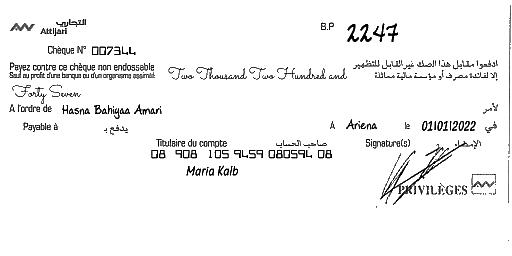 التجاري
Attijari
B.P 2247
Chèque N° 007344
Payez contre ce chèque non endossable
ادفعوا مقابل هذا الصك غير القابل للتظهير
Seul au profit d'une banque ou d'un organisme assimilé
Two Thousand Two Hundred and
إلا لفائدة مصرف أو مؤسسة مالية مماثلة
Forty Seven
A l'ordre de Hasna Bahiyaa Amari
لأمر
Payable à
يدفع بـ
A Ariena le 01/01/2022 في
Titulaire du compte صاحب الحساب
Signature(s) الإمضاء
08 908 105 9459 080594 08
Maria Kalb
PRIVILÈGES